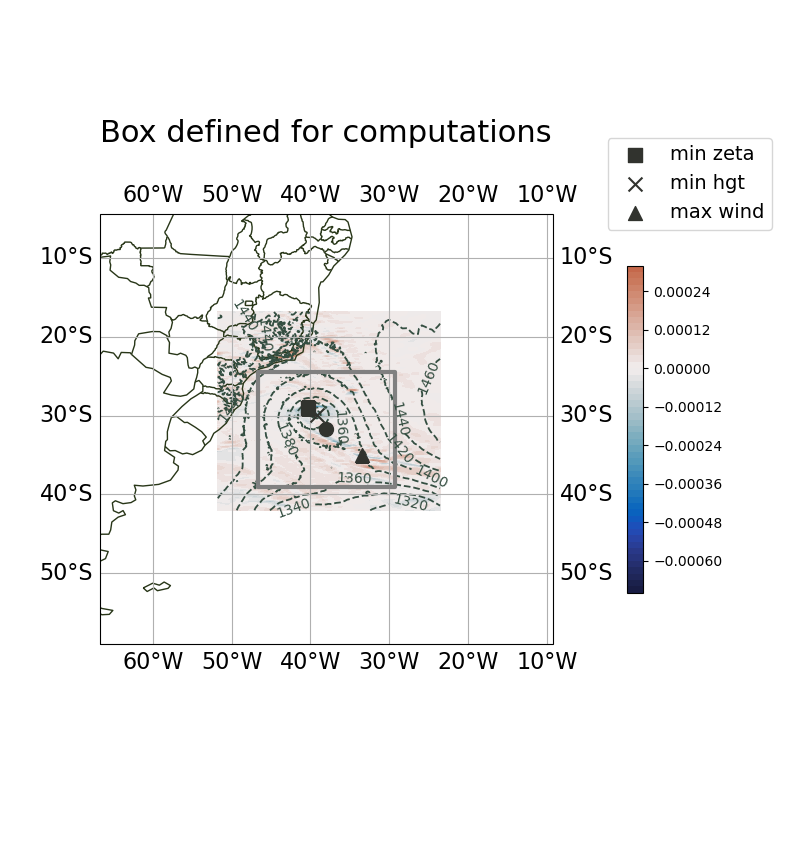 Box defined for computations
min zeta
min hgt
max wind
60°W 50°W 40°W 30°W 20°W 10°W
10°S 10°S
20°S 20°S
30°S 30°S
40°S 40°S
50°S 50°S
60°W 50°W 40°W 30°W 20°W 10°W
1460
1440
1420
1400
1380
1360
1360
1340
1320
0.00024
0.00012
0.00000
−0.00012
−0.00024
−0.00036
−0.00048
−0.00060